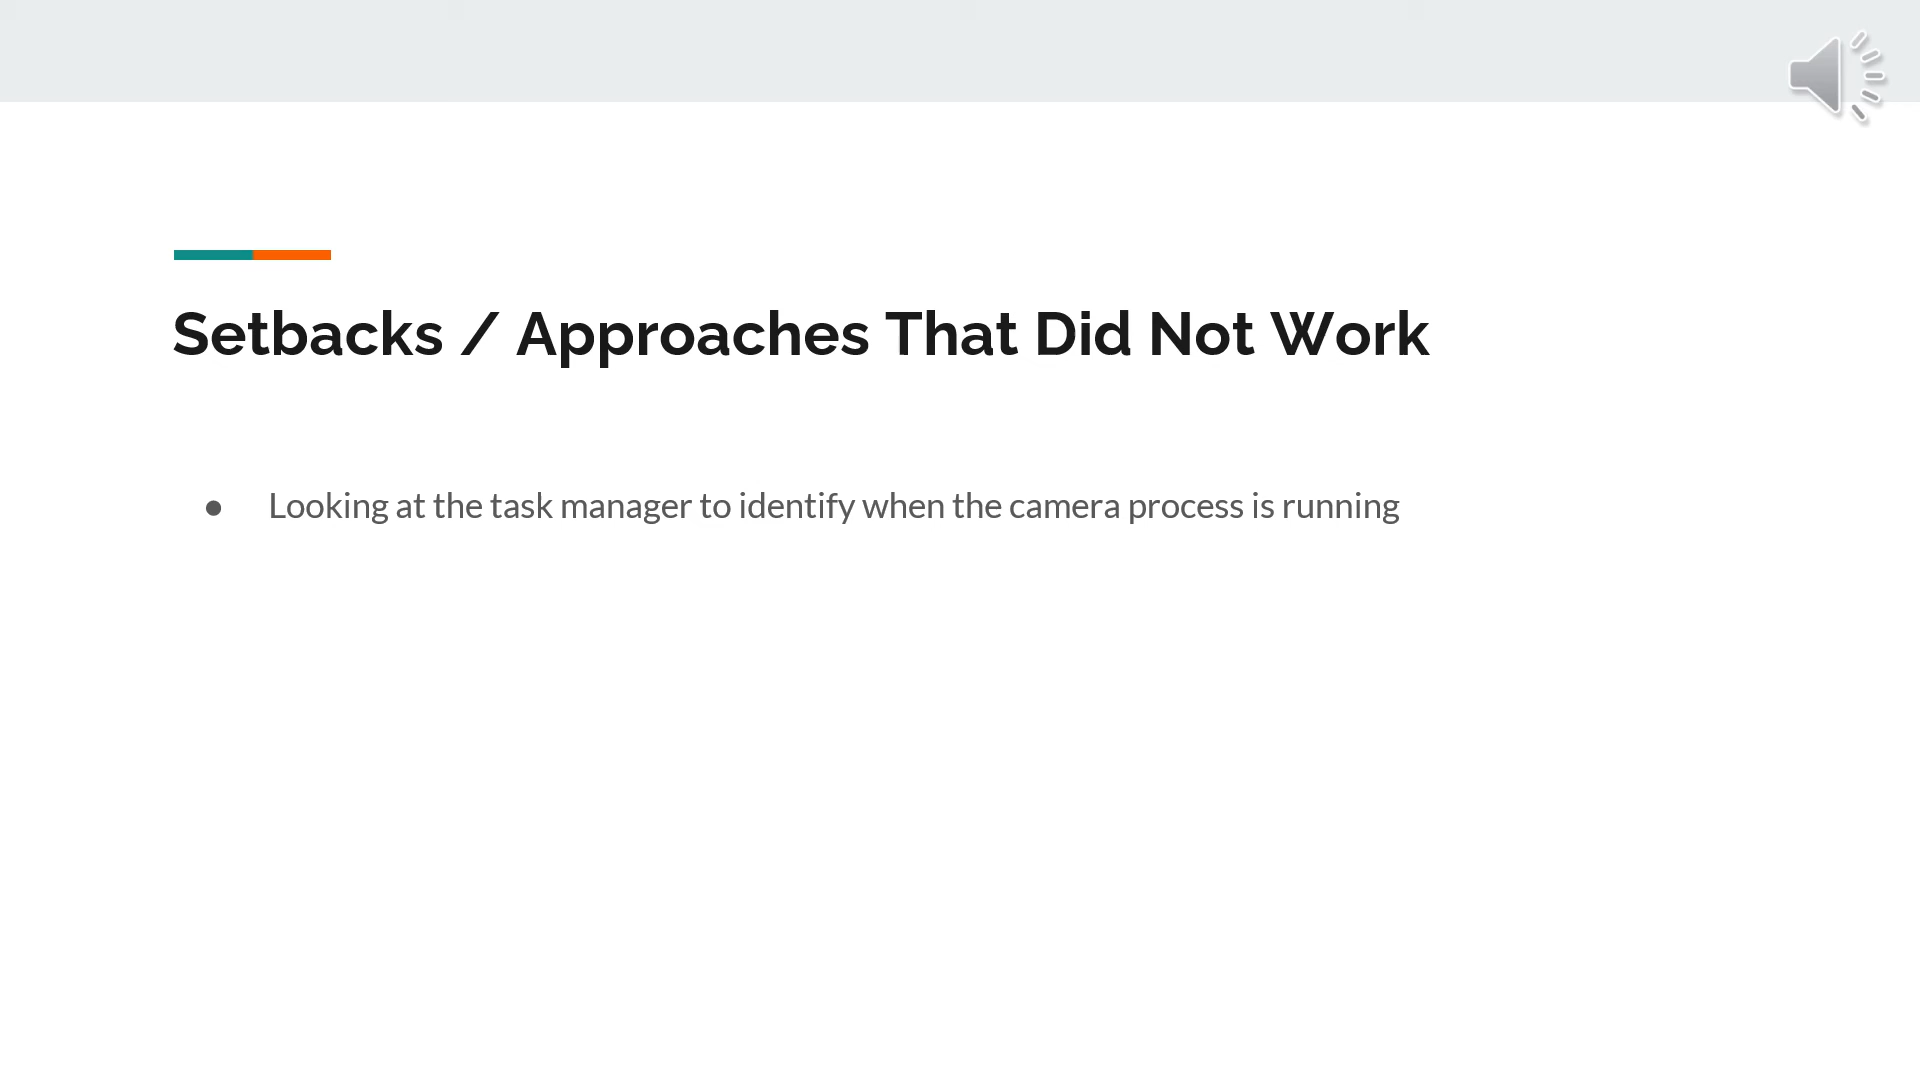 Setbacks / Approaches That Did Not Work
● Looking at the task manager to identify when the camera process is running